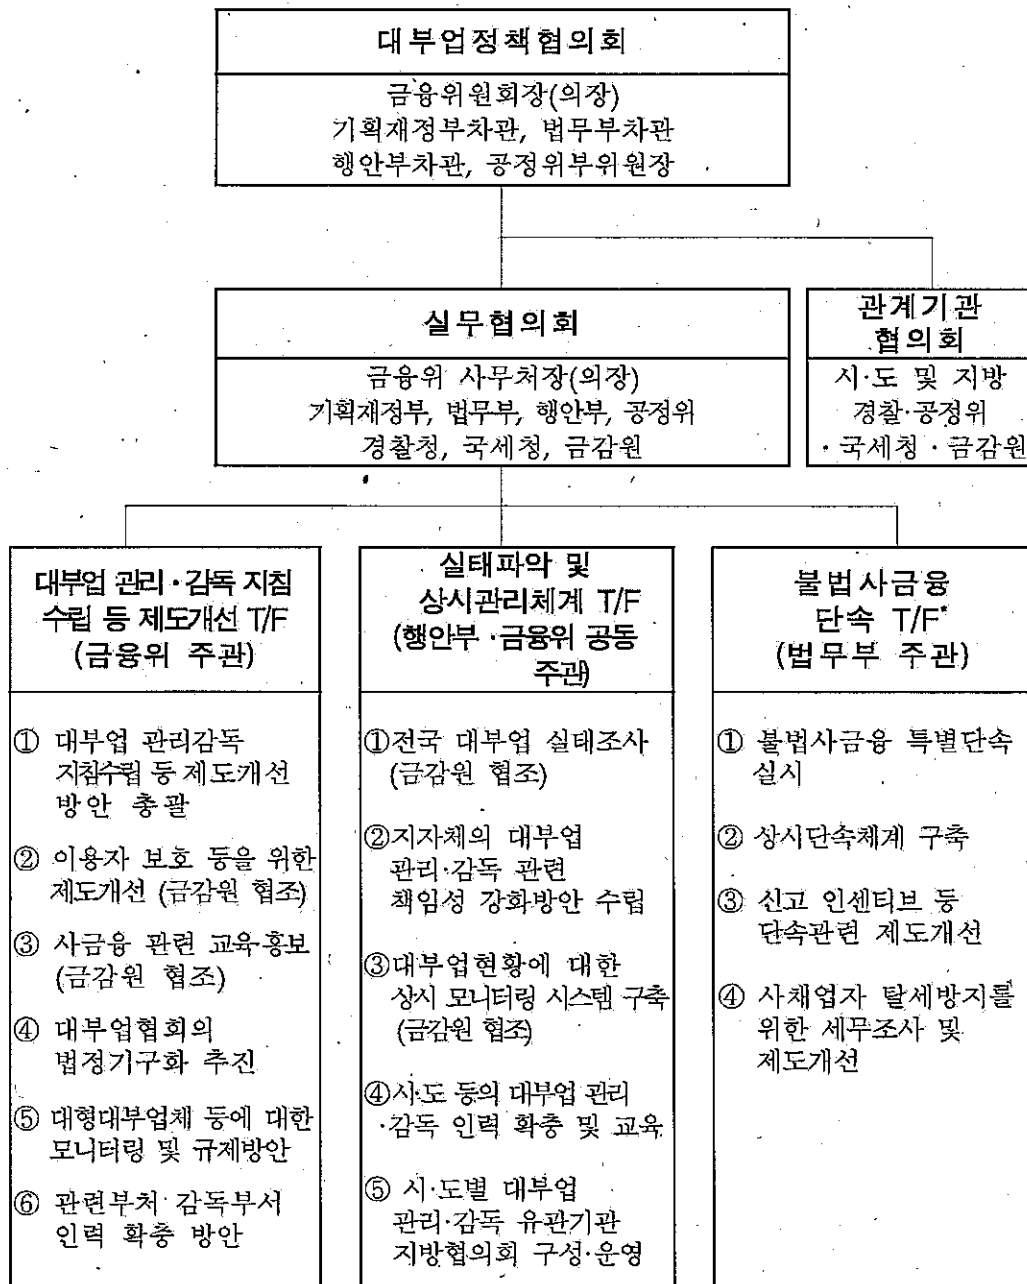 대부업정책협의회
금융위원회장(의장)
기획재정부차관, 법무부차관
행안부차관, 공정위부위원장
실무협의회
금융위 사무처장(의장)
기획재정부, 법무부, 행안부, 공정위
경찰청, 국세청, 금감원
관계기관
협의회
시·도 및 지방
경찰·공정위
·국세청·금감원
대부업 관리·감독 지침
수립 등 제도개선 T/F
(금융위 주관)
① 대부업 관리감독
지침수립 등 제도개선
방안 총괄
② 이용자 보호 등을 위한
제도개선 (금감원 협조)
③ 사금융 관련 교육·홍보
(금감원 협조)
④ 대부업협회의
법정기구화 추진
⑤ 대형대부업체 등에 대한
모니터링 및 규제방안
⑥ 관련부처 감독부서
인력 확충 방안
실태파악 및
상시관리체계 T/F
(행안부·금융위 공동
주관)
①전국 대부업 실태조사
(금감원 협조)
②지자체의 대부업
관리·감독 관련
책임성 강화방안 수립
③대부업현황에 대한
상시 모니터링 시스템 구축
(금감원 협조)
④시·도 등의 대부업 관리
·감독 인력 확충 및 교육
⑤ 시·도별 대부업
관리·감독 유관기관
지방협의회 구성·운영
불법사금융
단속 T/F*
(법무부 주관)
① 불법사금융 특별단속
실시
② 상시단속체계 구축
③ 신고 인센티브 등
단속관련 제도개선
④ 사채업자 탈세방지를
위한 세무조사 및
제도개선